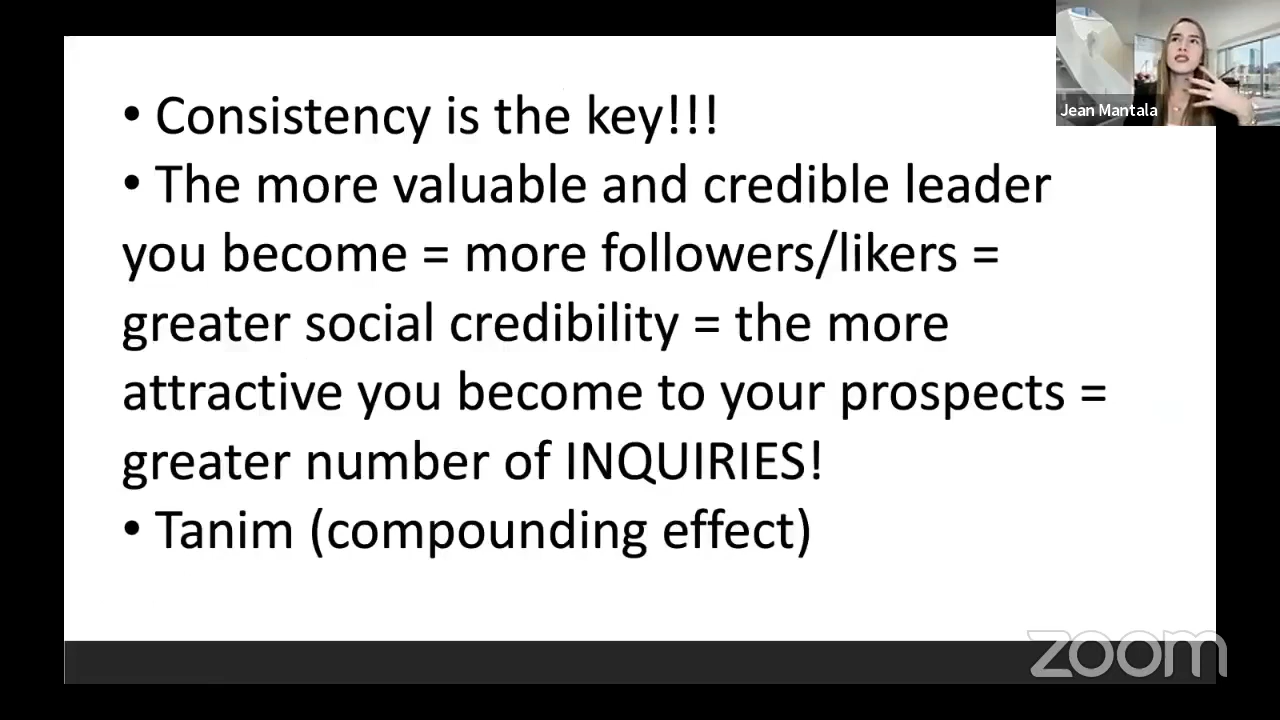 Jean Mantala
• Consistency is the key!!!
• The more valuable and credible leader
you become = more followers/likers =
greater social credibility = the more
attractive you become to your prospects =
greater number of INQUIRIES!
• Tanim (compounding effect)
zoom